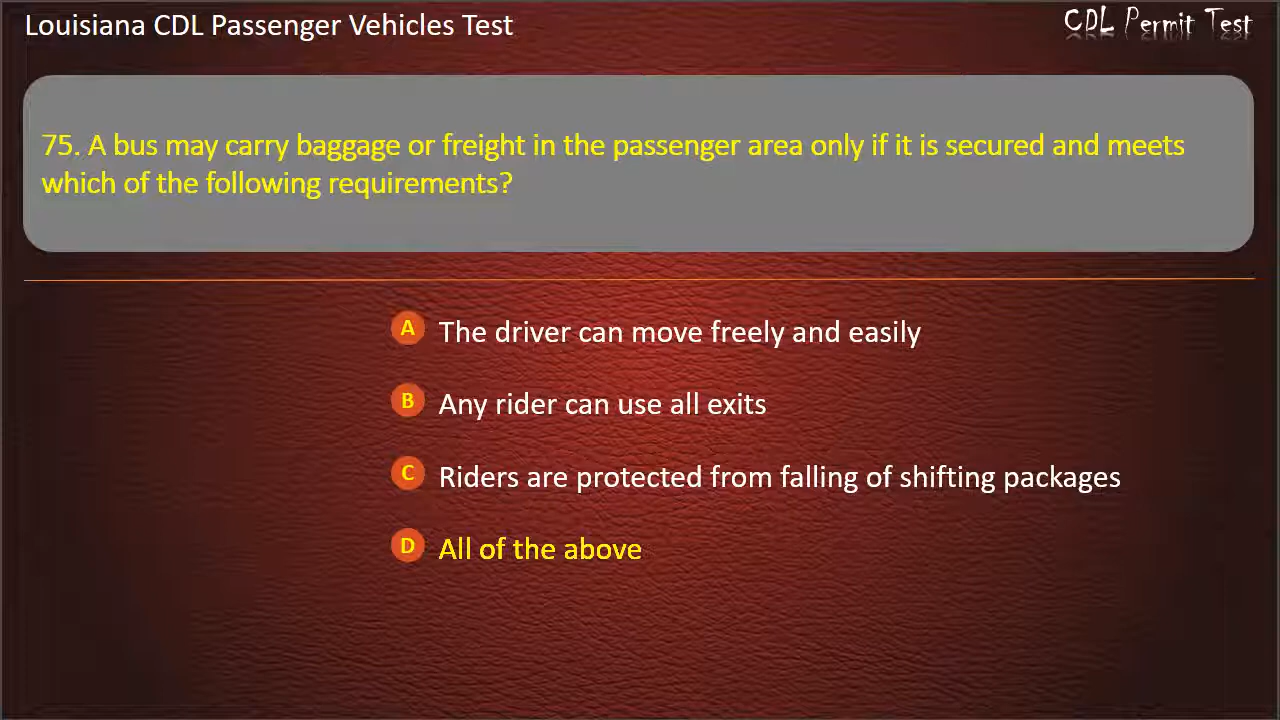 Louisiana CDL Passenger Vehicles Test
CDL Permit Test
75. A bus may carry baggage or freight in the passenger area only if it is secured and meets
which of the following requirements?
A The driver can move freely and easily
B Any rider can use all exits
C Riders are protected from falling of shifting packages
D All of the above